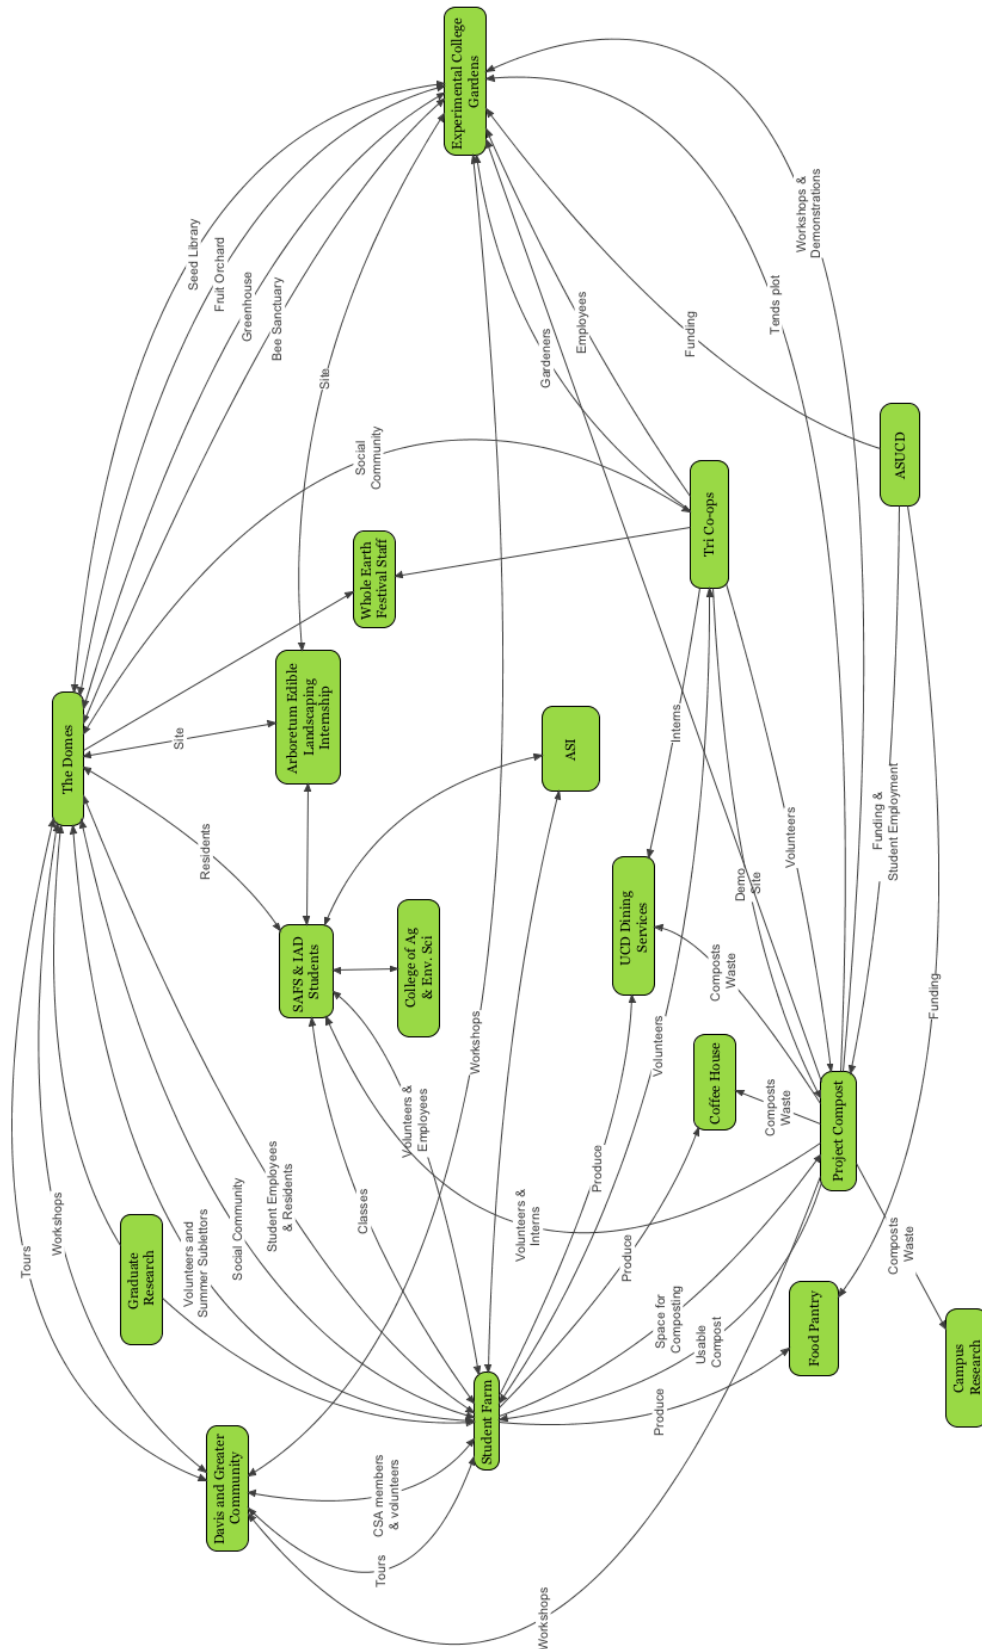 Experimental College
Gardens
Workshops &
Demonstrations
Seed Library
Fruit Orchard
Greenhouse
Bee Sanctuary
Tends plot
Employees
Funding
Gardeners
Site
Social
Community
ASUCD
Tri Co-ops
Whole Earth
Festival Staff
Arboretum Edible
Landscaping
Internship
The Domes
Site
ASI
Interns
Residents
Volunteers
Funding &
Student Employment
Demo
Site
UCD Dining
Services
SAFS & IAD
Students
College of Ag
& Env. Sci
Composts
Waste
Funding
Workshops
Volunteers
Coffee House
Composts
Waste
Project Compost
Volunteers &
Employees
Produce
Classes
Student Employees
& Residents
Social Community
Volunteers and
Summer Sublettors
Workshops
Tours
Graduate
Research
Volunteers &
Interns
Produce
Composts
Waste
Space for
Composting
Usable
Compost
Food Pantry
Campus
Research
Student Farm
Produce
Davis and Greater
Community
CSA members
& volunteers
Tours
Workshops